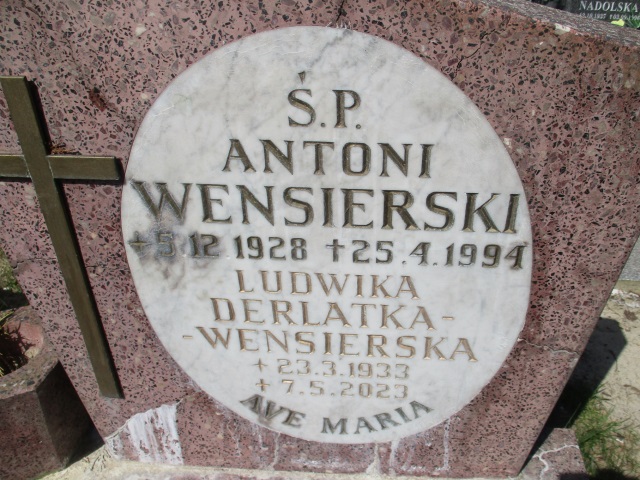 NADOLSKA
Ś.P.
ANTONI
WENSIERSKI
+5.12 1928 +25.4.1994
LUDWIKA
DERLATKA-
-WENSIERSKA
+23.3.1933
+7.5.2023
AVE MARIA